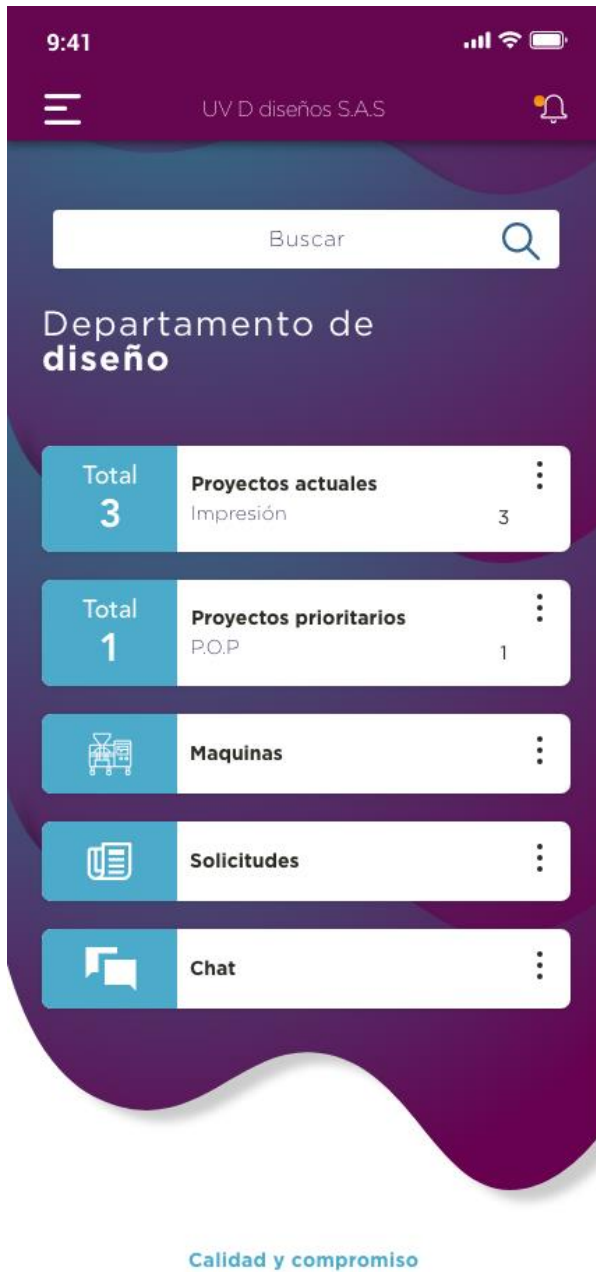 9:41
UV D diseños S.A.S
Buscar
Departamento de
diseño
Total
3
Proyectos actuales
Impresión
3
Total
1
Proyectos prioritarios
P.O.P
1
Maquinas
Solicitudes
Chat
Calidad y compromiso